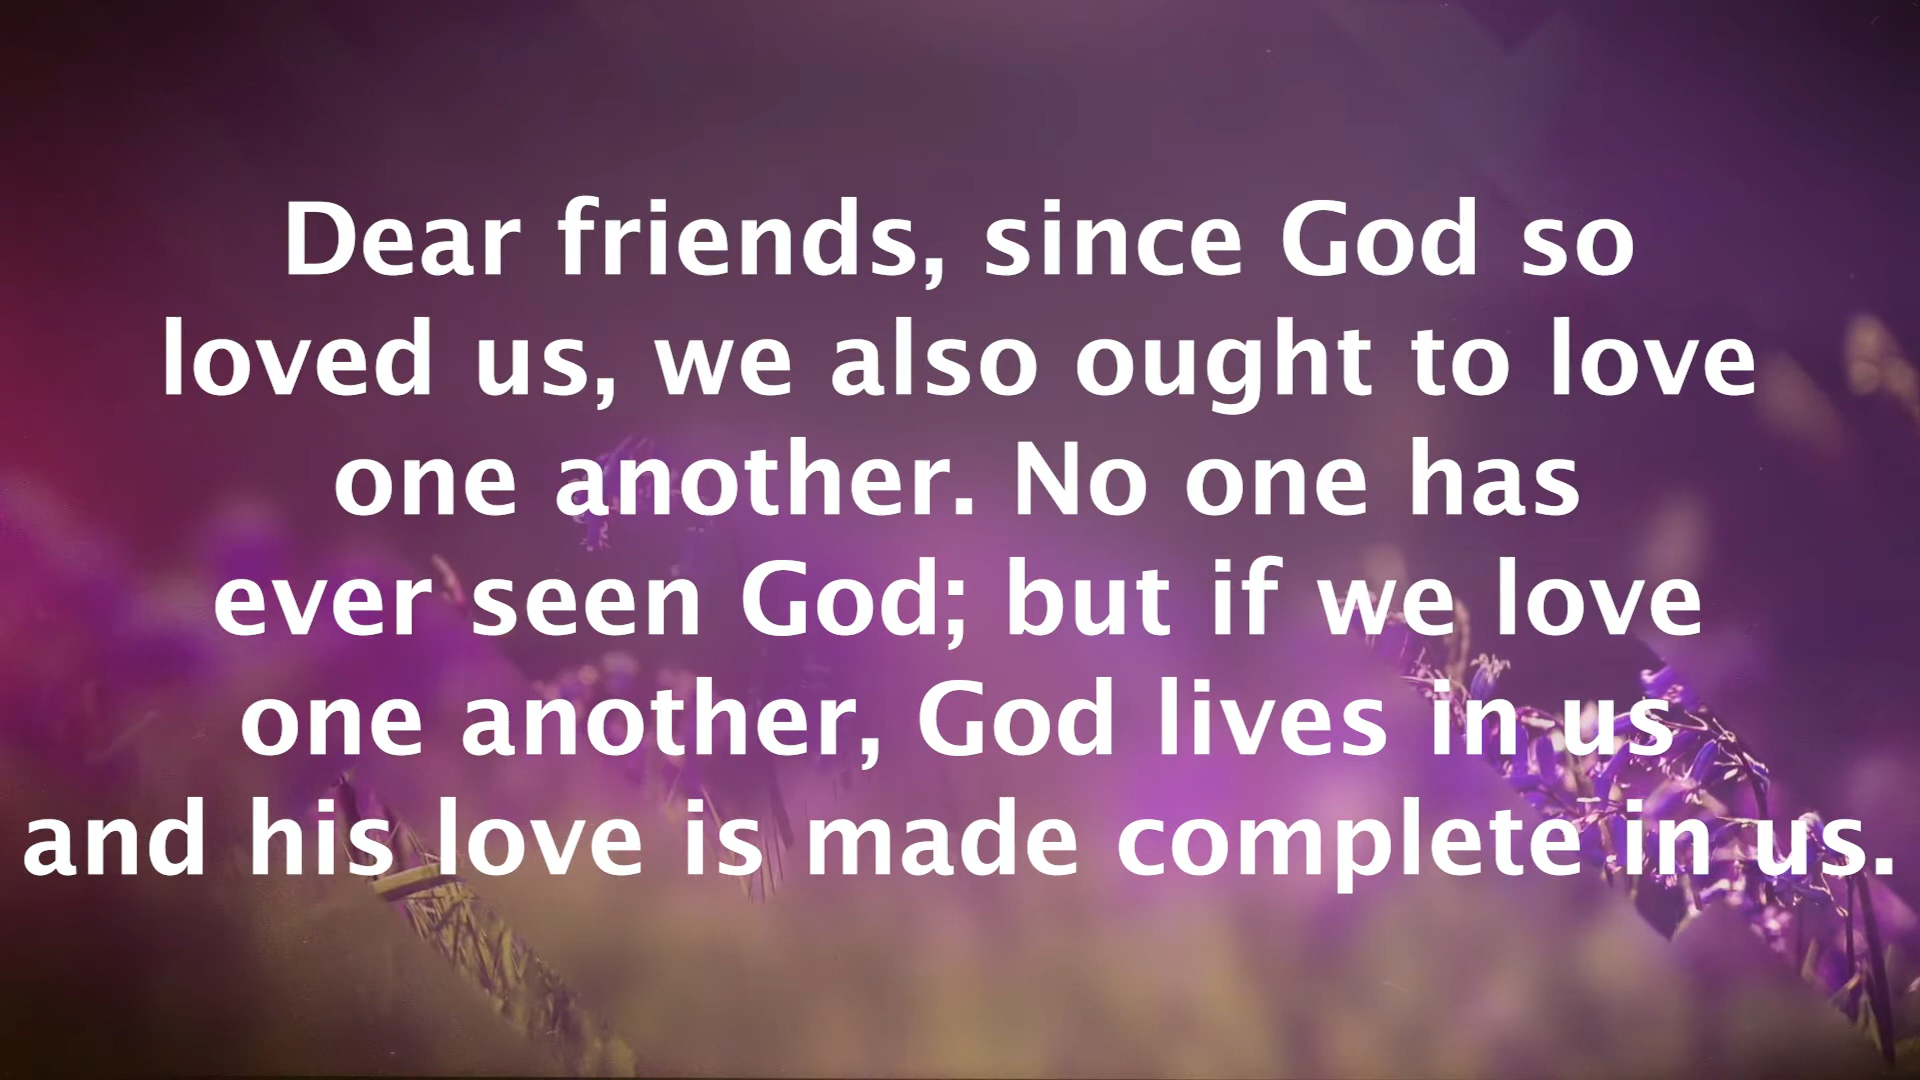 Dear friends, since God so
loved us, we also ought to love
one another. No one has
ever seen God; but if we love
one another, God lives in us
and his love is made complete in us.